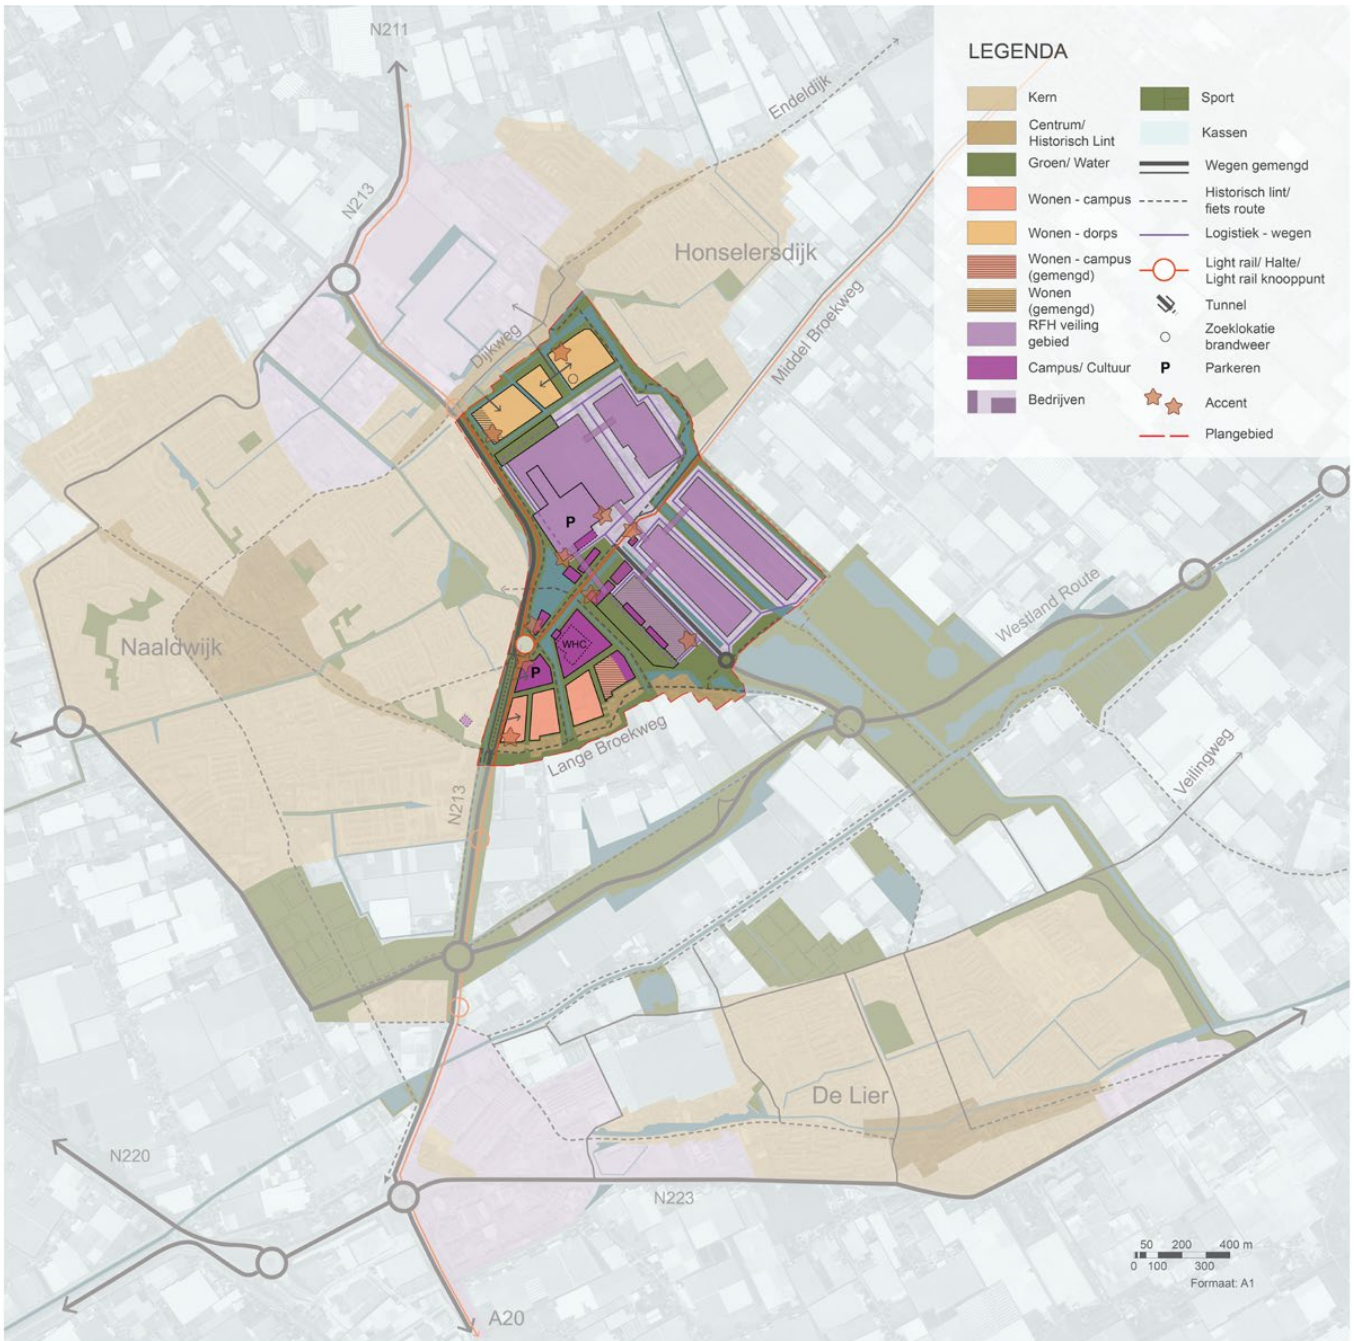 N211
Endeldijk
N213
Honselersdijk
Dijkweg
Middel Broekweg
LEGENDA
Kern
Centrum/
Historisch Lint
Groen/ Water
Wonen - campus
Wonen - dorps
Wonen - campus
(gemengd)
Wonen
(gemengd)
RFH veiling
gebied
Campus/ Cultuur
Bedrijven
Sport
Kassen
Wegen gemengd
Historisch lint/
fiets route
Logistiek - wegen
Light rail/ Halte/
Light rail knooppunt
Tunnel
Zoeklokatie
brandweer
P
Parkeren
Accent
Plangebied
P
Naaldwijk
WHC
P
Westland Route
Lange Broekweg
Veilingweg
N213
De Lier
N220
N223
A20
50 200 400 m
0 100 300
Formaat: A1